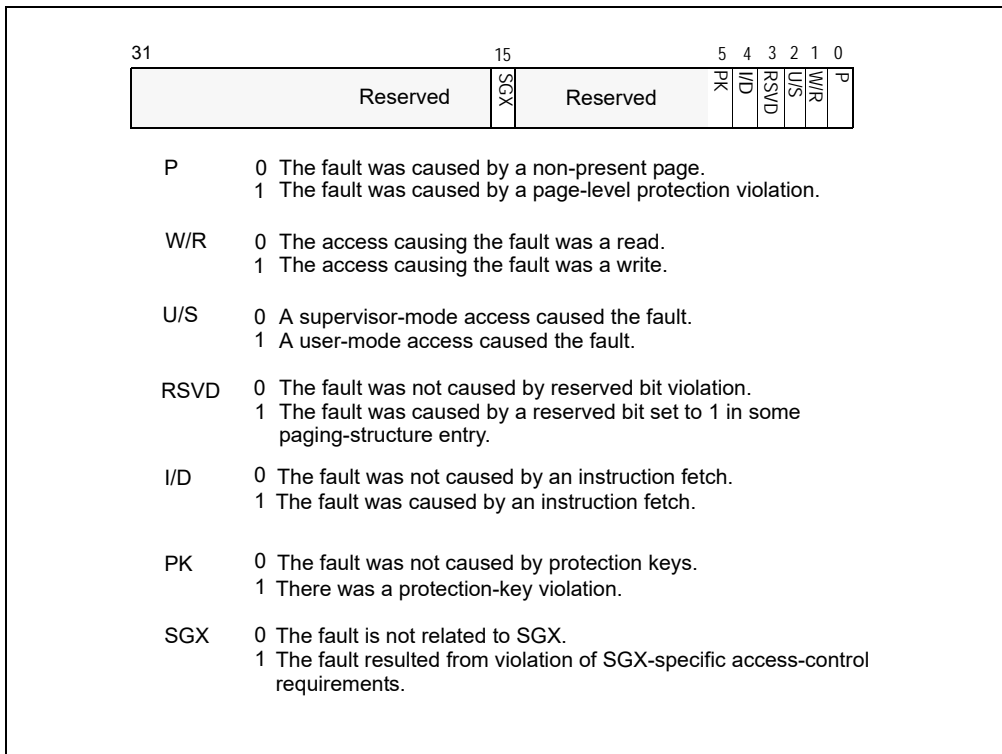 31 15 5 4 3 2 1 0
Reserved SGX Reserved PK I/D RSVD U/S W/R P
P 0 The fault was caused by a non-present page.
1 The fault was caused by a page-level protection violation.
W/R 0 The access causing the fault was a read.
1 The access causing the fault was a write.
U/S 0 A supervisor-mode access caused the fault.
1 A user-mode access caused the fault.
RSVD 0 The fault was not caused by reserved bit violation.
1 The fault was caused by a reserved bit set to 1 in some
paging-structure entry.
I/D 0 The fault was not caused by an instruction fetch.
1 The fault was caused by an instruction fetch.
PK 0 The fault was not caused by protection keys.
1 There was a protection-key violation.
SGX 0 The fault is not related to SGX.
1 The fault resulted from violation of SGX-specific access-control
requirements.